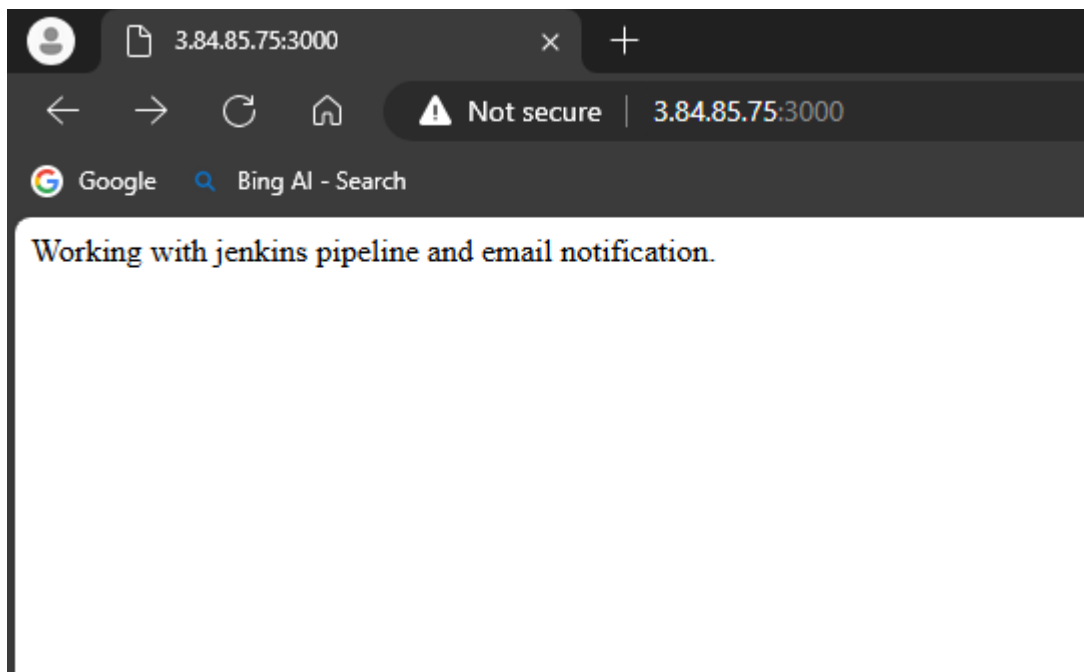 3.84.85.75:3000
Not secure 3.84.85.75:3000
Google Bing AI - Search
Working with jenkins pipeline and email notification.